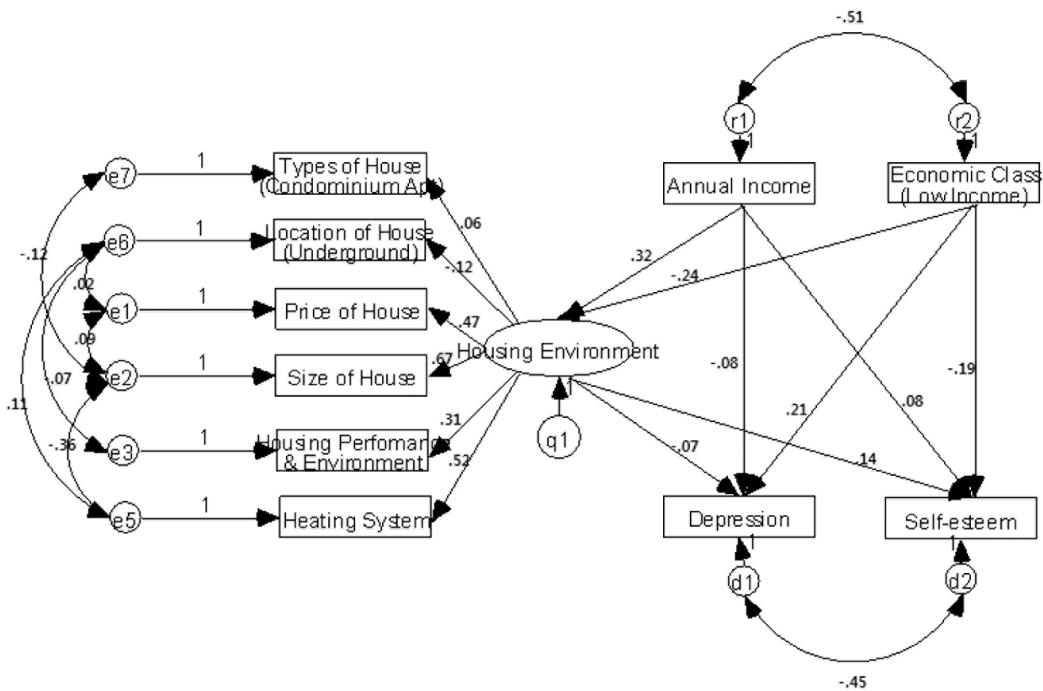 -.51
r1
r2
1
1
e7
1
Types of House
(Condominium Apt.)
Annual Income
Economic Class
(Low Income)
e6
1
Location of House
(Underground)
.06
-.12
-.12
.32
-.24
.02
e1
1
Price of House
.47
.09
Housing Environment
.67
e2
1
Size of House
-.07
-.08
-.19
1
.11
.21
.08
-.36
e3
1
Housing Perfomance
& Environment
.31
.52
q1
-.07
.14
e5
1
Heating System
Depression
Self-esteem
1
1
d1
d2
-.45